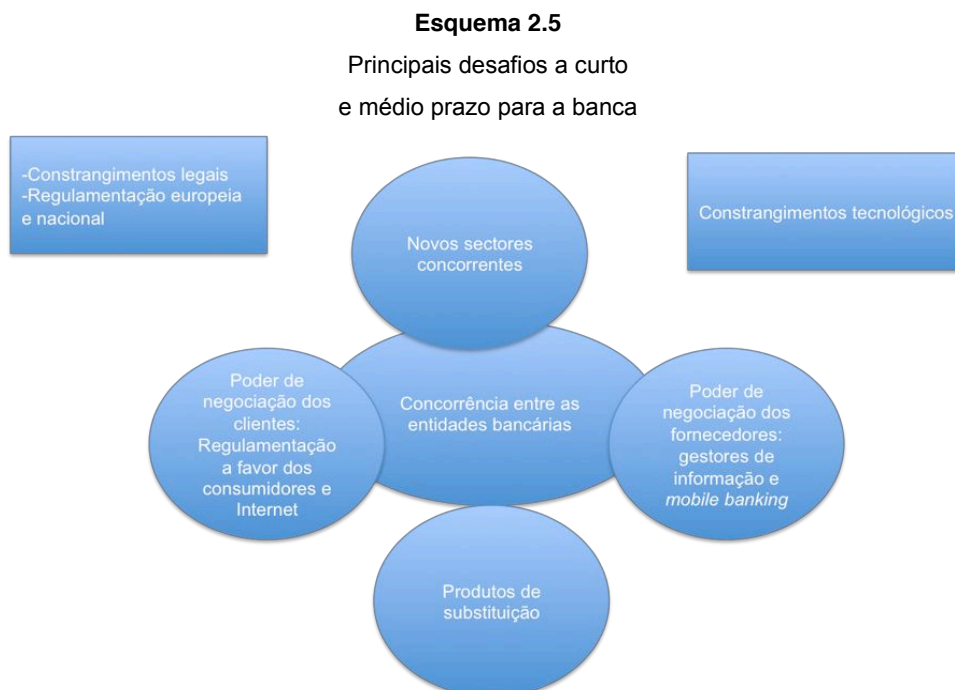 Esquema 2.5
Principais desafios a curto
e médio prazo para a banca
-Constrangimentos legais
-Regulamentação europeia
e nacional
Novos sectores
concorrentes
Constrangimentos tecnológicos
Poder de
negociação dos
clientes:
Regulamentação
a favor dos
consumidores e
Internet
Concorrência entre as
entidades bancárias
Poder de
negociação dos
fornecedores:
gestores de
informação e
mobile banking
Produtos de
substituição